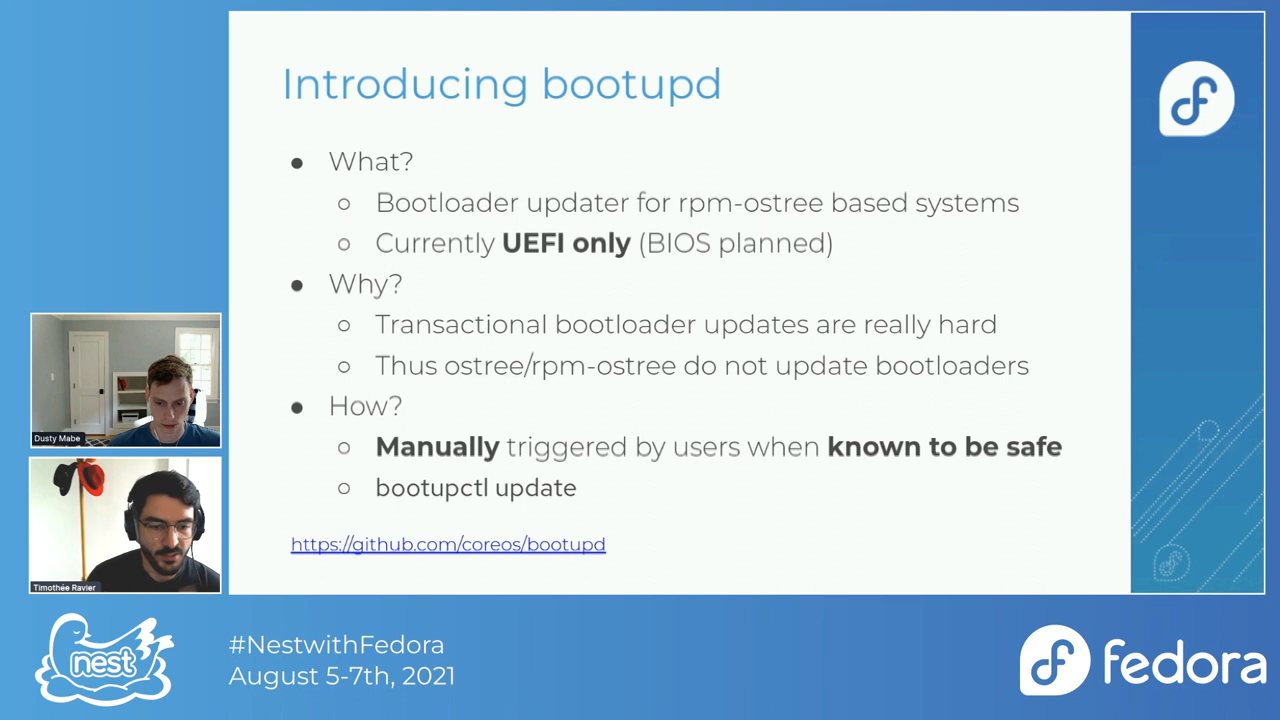 Introducing bootupd
● What?
○ Bootloader updater for rpm-ostree based systems
○ Currently UEFI only (BIOS planned)
● Why?
○ Transactional bootloader updates are really hard
○ Thus ostree/rpm-ostree do not update bootloaders
● How?
○ Manually triggered by users when known to be safe
○ bootupctl update
https://github.com/coreos/bootupd
Dusty Mabe
Timothée Ravier
nest
#NestwithFedora
August 5-7th, 2021
fedora